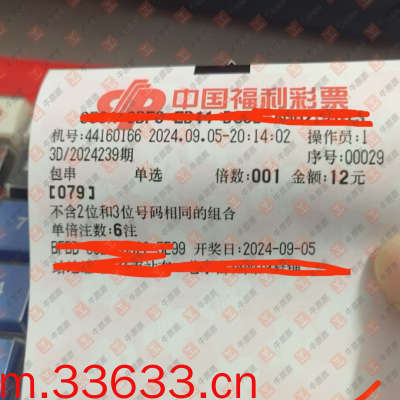 中国福利彩票
机号:44160166 2024.09.05-20:14:02 操作员:1
3D/2024239期 序号:00029
包串 单选 倍数:001 金额:12元
[079]
不含2位和3位号码相同的组合
单倍注数:6注
开奖日:2024-09-05
m.33633.cn